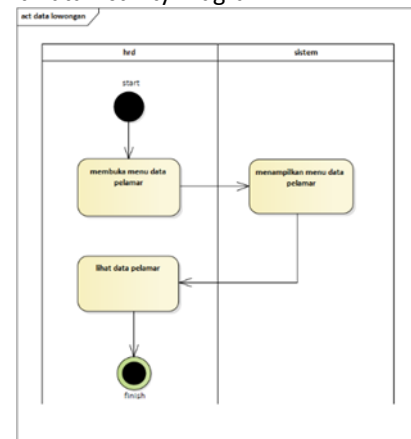 act data lowongan
hrd
sistem
start
membuka menu data
pelamar
menampilkan menu data
pelamar
lihat data pelamar
finish